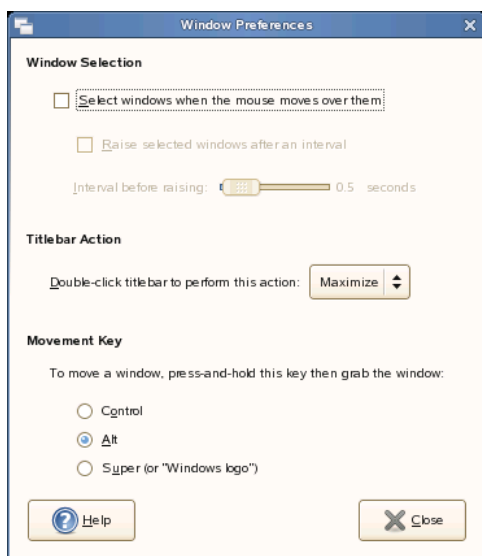 Window Preferences
Window Selection
Select windows when the mouse moves over them
Raise selected windows after an interval
Interval before raising: 0.5 seconds
Titlebar Action
Double-click titlebar to perform this action: Maximize
Movement Key
To move a window, press-and-hold this key then grab the window:
Control
Alt
Super (or "Windows logo")
Help Close